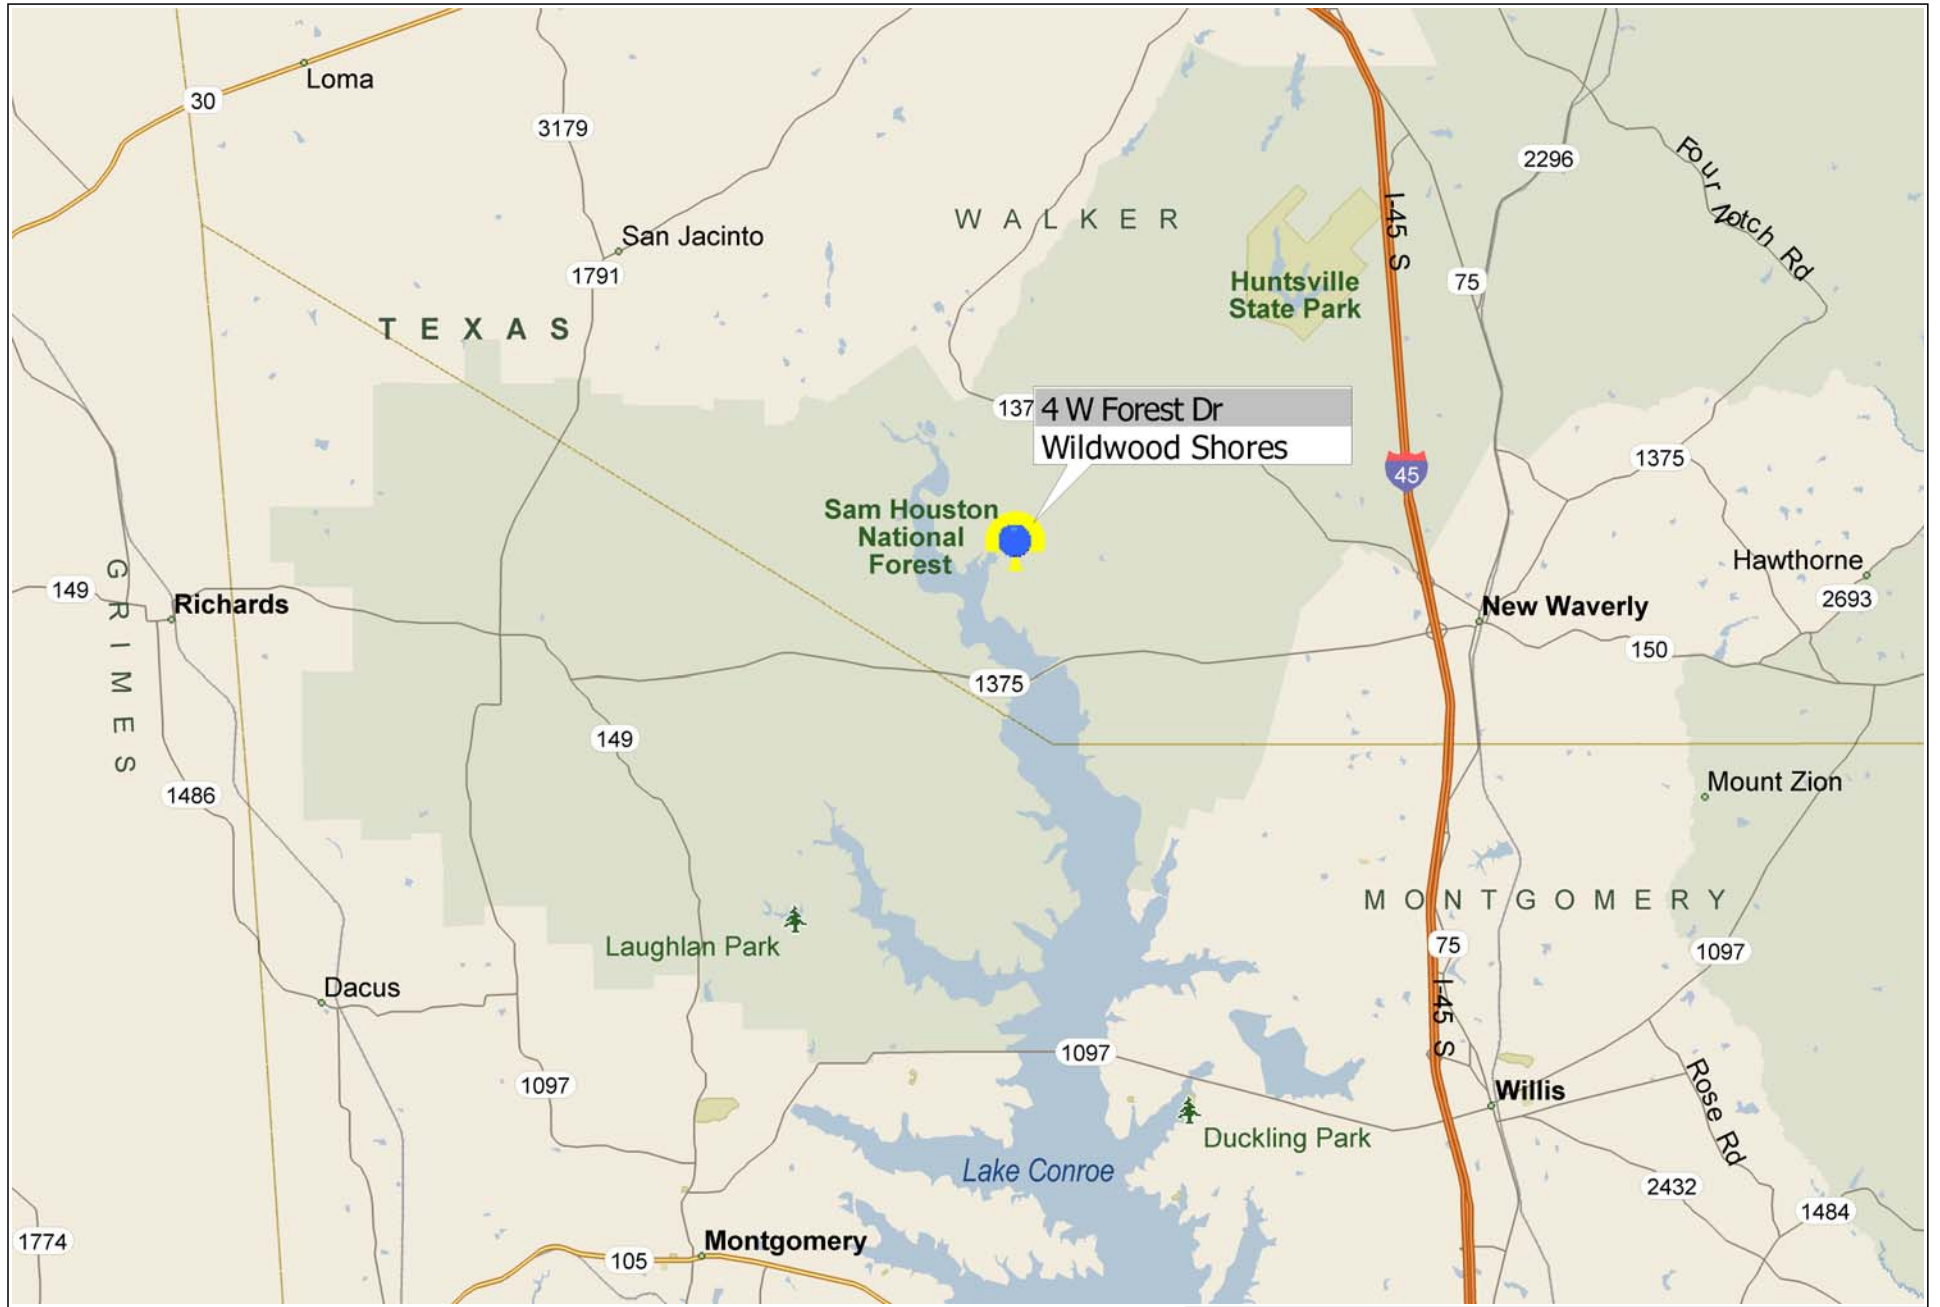 Loma
30
3179
2296
Four Notch Rd
San Jacinto
WALKER
I-45 S
1791
75
Huntsville
State Park
TEXAS
137
4 W Forest Dr
Wildwood Shores
1375
45
Sam Houston
National
Forest
Hawthorne
149
GRIMES
Richards
2693
New Waverly
150
1375
149
Mount Zion
1486
MONTGOMERY
Laughlan Park
75
1097
Dacus
I-45 S
1097
1097
Willis
Rose Rd
Duckling Park
Lake Conroe
2432
1484
1774
Montgomery
105